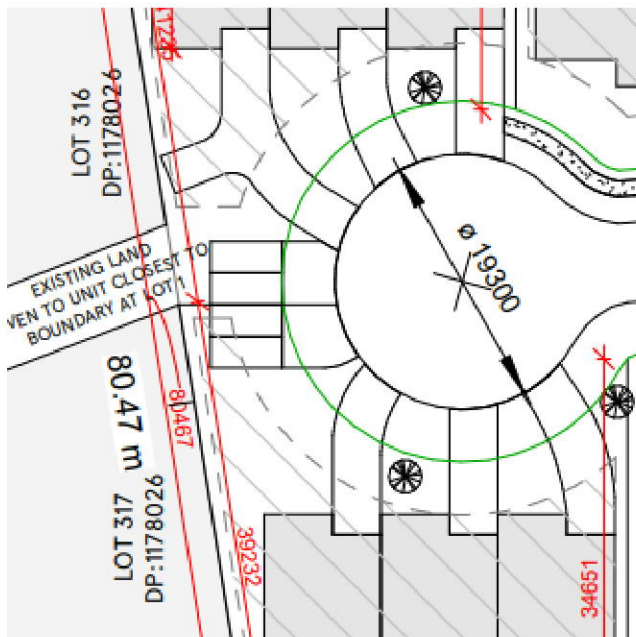 LOT 316
DP:1178026
EXISTING LAND
VEN TO UNIT CLOSEST TO
BOUNDARY AT LOT 1
ø 19300
80.47 m
80467
LOT 317
DP:1178026
39232
34651